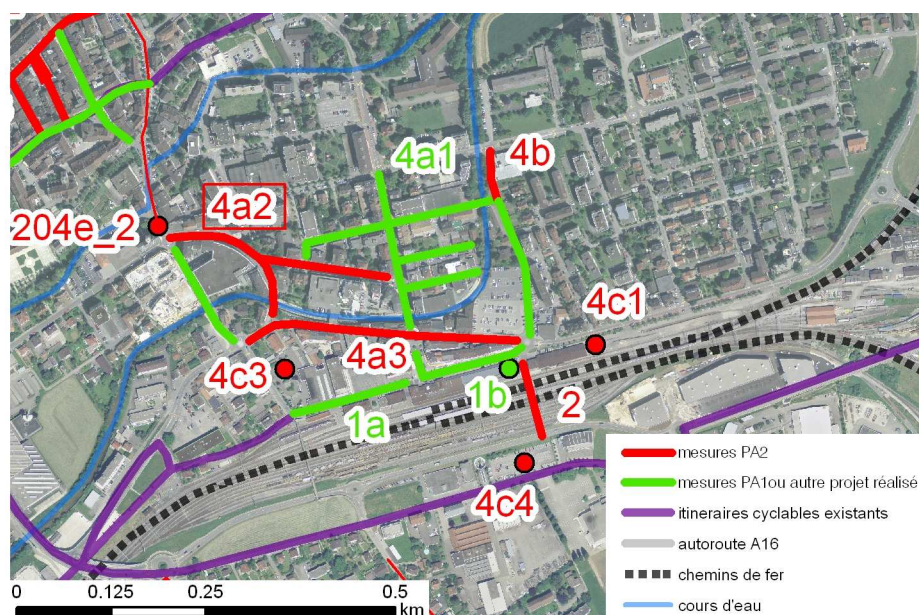 4a1
4b
4a2
204e_2
4c1
4a3
4c3
1b
2
1a
4c4
mesures PA2
mesures PA1ou autre projet réalisé
itineraires cyclables existants
autoroute A16
chemins de fer
cours d'eau
0 0.125 0.25 0.5
km